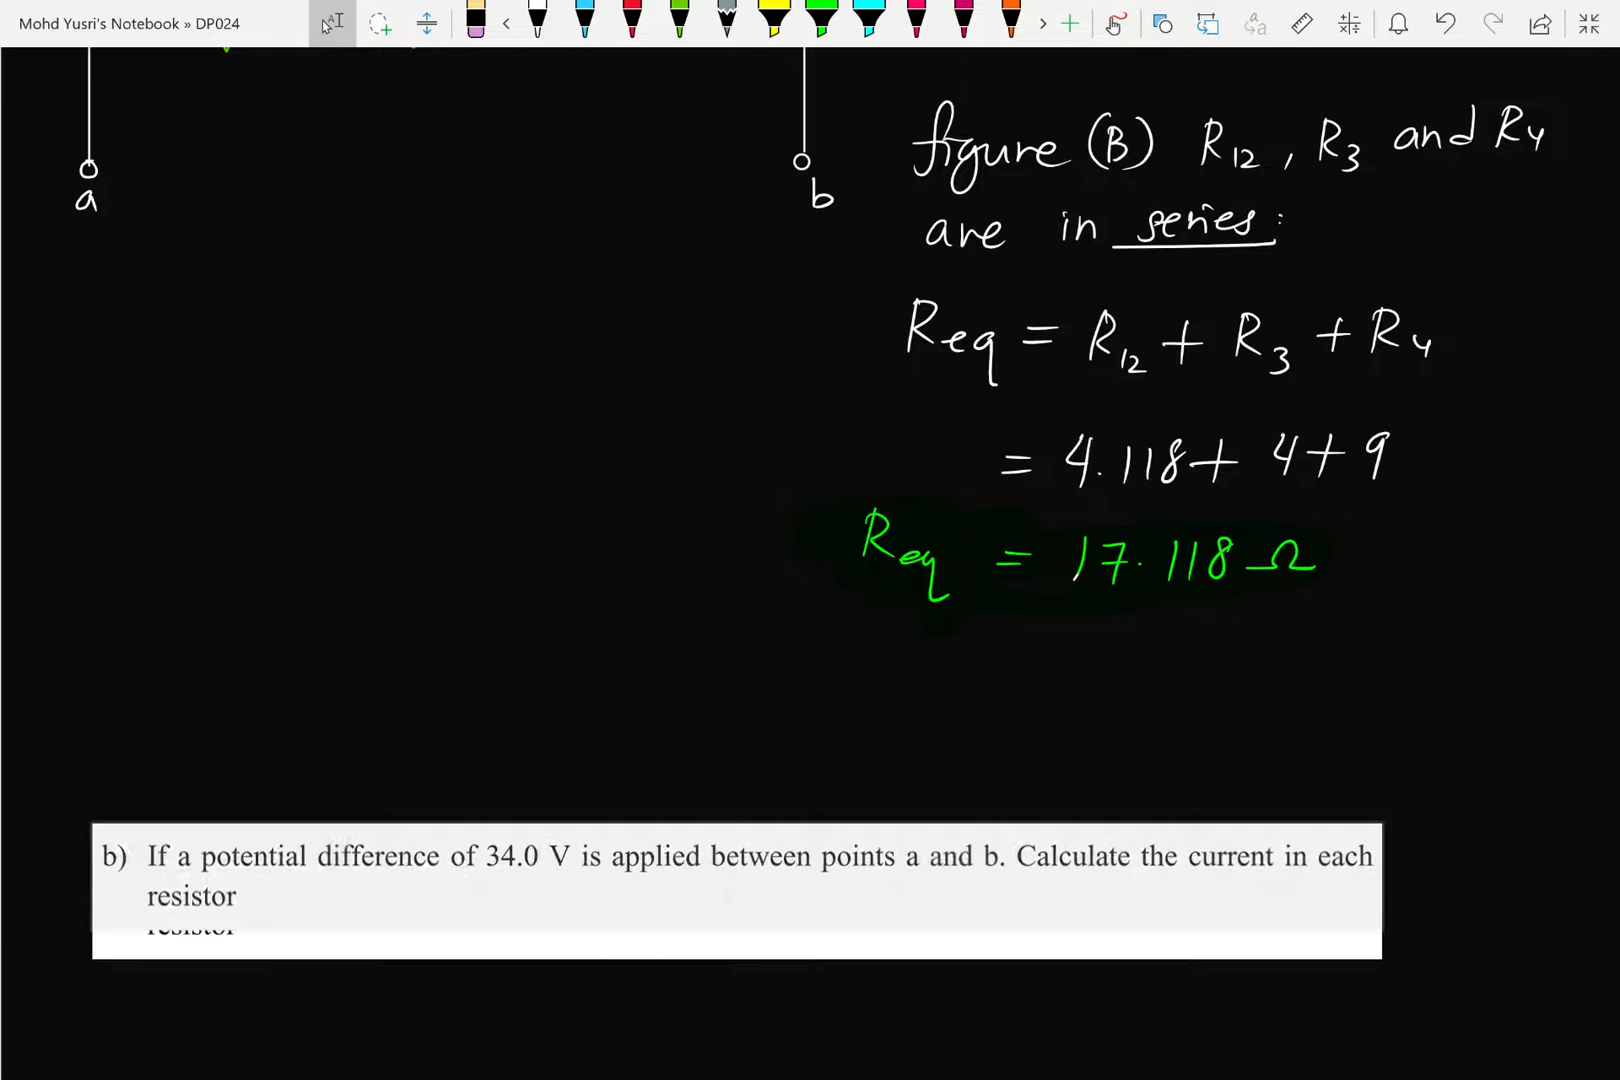 Mohd Yusri's Notebook » DP024
a
b
figure (B) R12, R3 and R4
are in series:
Req = R12 + R3 + R4
= 4.118 + 4 + 9
Req = 17.118 Ω
b) If a potential difference of 34.0 V is applied between points a and b. Calculate the current in each
resistor
resistor